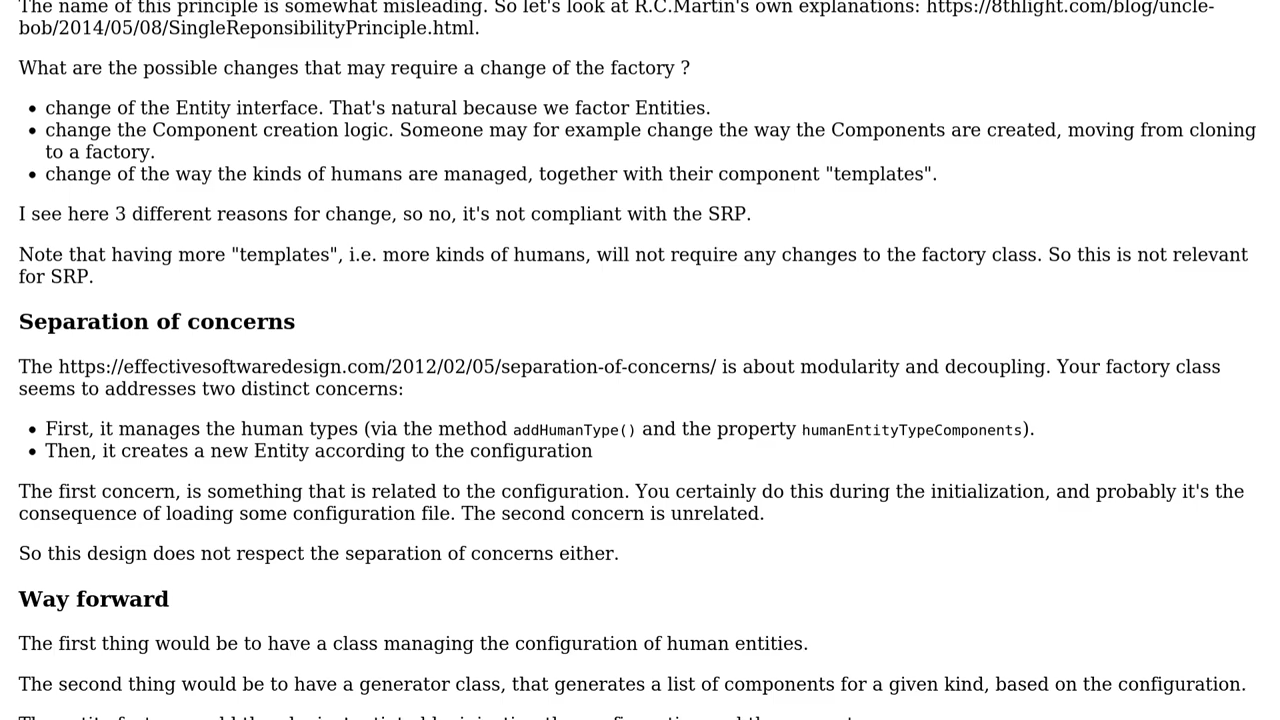 The name of this principle is somewhat misleading. So let's look at R.C.Martin's own explanations: https://8thlight.com/blog/uncle-
bob/2014/05/08/SingleReponsibilityPrinciple.html.
What are the possible changes that may require a change of the factory ?
• change of the Entity interface. That's natural because we factor Entities.
• change the Component creation logic. Someone may for example change the way the Components are created, moving from cloning
to a factory.
• change of the way the kinds of humans are managed, together with their component "templates".
I see here 3 different reasons for change, so no, it's not compliant with the SRP.
Note that having more "templates", i.e. more kinds of humans, will not require any changes to the factory class. So this is not relevant
for SRP.
Separation of concerns
The https://effectivesoftwaredesign.com/2012/02/05/separation-of-concerns/ is about modularity and decoupling. Your factory class
seems to addresses two distinct concerns:
• First, it manages the human types (via the method addHumanType() and the property humanEntityTypeComponents).
• Then, it creates a new Entity according to the configuration
The first concern, is something that is related to the configuration. You certainly do this during the initialization, and probably it's the
consequence of loading some configuration file. The second concern is unrelated.
So this design does not respect the separation of concerns either.
Way forward
The first thing would be to have a class managing the configuration of human entities.
The second thing would be to have a generator class, that generates a list of components for a given kind, based on the configuration.